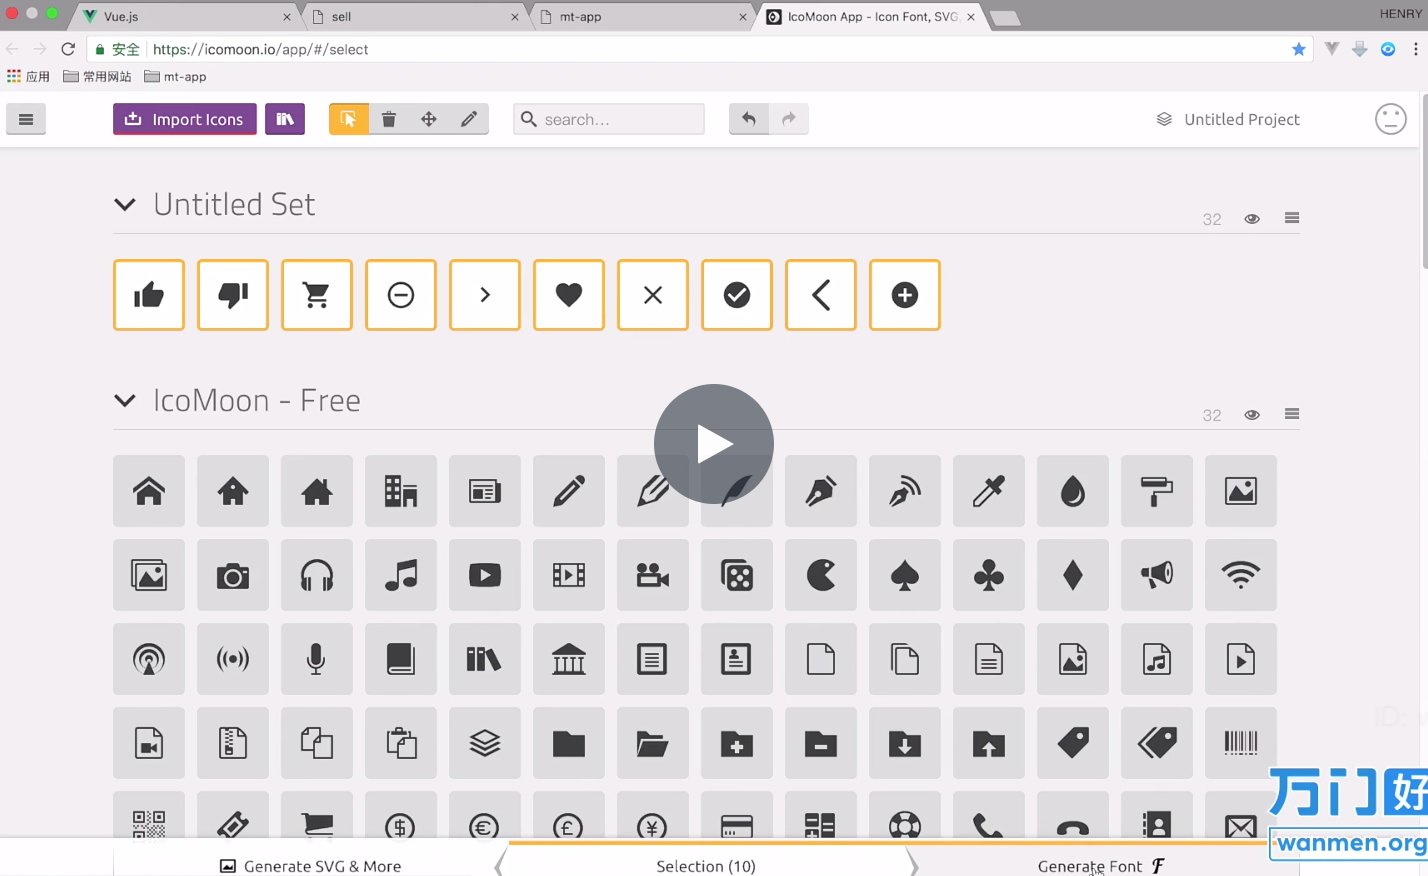 Vue.js
sell
mt-app
IcoMoon App - Icon Font, SVG,
HENRY
安全
https://icomoon.io/app/#/select
应用
常用网站
mt-app
Import Icons
search...
Untitled Project
Untitled Set
32
IcoMoon - Free
32
ID:
万门好
wanmen.org
Generate SVG & More
Selection (10)
Generate Font